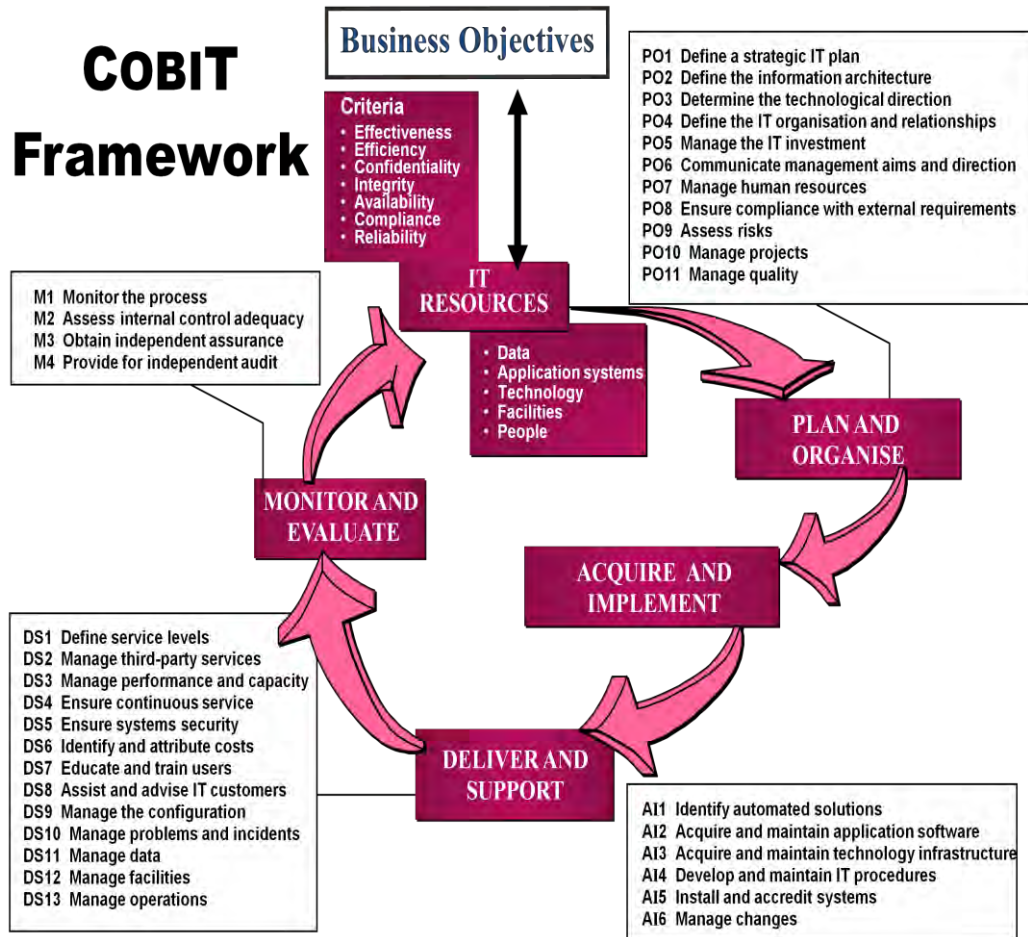 COBIT
Framework
Business Objectives
Criteria
• Effectiveness
• Efficiency
• Confidentiality
• Integrity
• Availability
• Compliance
• Reliability
PO1 Define a strategic IT plan
PO2 Define the information architecture
PO3 Determine the technological direction
PO4 Define the IT organisation and relationships
PO5 Manage the IT investment
PO6 Communicate management aims and direction
PO7 Manage human resources
PO8 Ensure compliance with external requirements
PO9 Assess risks
PO10 Manage projects
PO11 Manage quality
IT
RESOURCES
• Data
• Application systems
• Technology
• Facilities
• People
M1 Monitor the process
M2 Assess internal control adequacy
M3 Obtain independent assurance
M4 Provide for independent audit
PLAN AND
ORGANISE
MONITOR AND
EVALUATE
ACQUIRE AND
IMPLEMENT
DELIVER AND
SUPPORT
DS1 Define service levels
DS2 Manage third-party services
DS3 Manage performance and capacity
DS4 Ensure continuous service
DS5 Ensure systems security
DS6 Identify and attribute costs
DS7 Educate and train users
DS8 Assist and advise IT customers
DS9 Manage the configuration
DS10 Manage problems and incidents
DS11 Manage data
DS12 Manage facilities
DS13 Manage operations
AI1 Identify automated solutions
AI2 Acquire and maintain application software
AI3 Acquire and maintain technology infrastructure
AI4 Develop and maintain IT procedures
AI5 Install and accredit systems
AI6 Manage changes